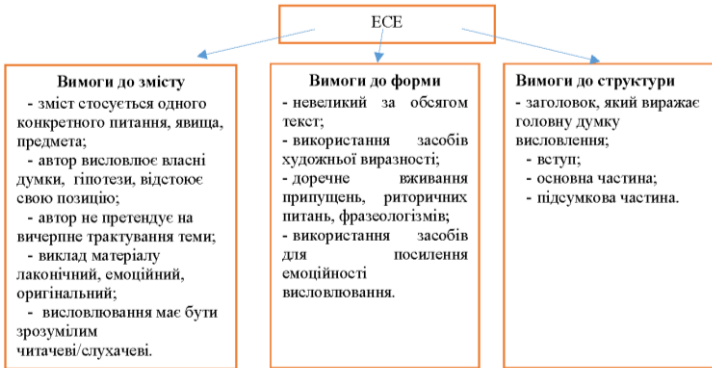 ЕСЕ
Вимоги до змісту
- зміст стосується одного
конкретного питання, явища,
предмета;
- автор висловлює власні
думки, гіпотези, відстоює
свою позицію;
- автор не претендує на
вичерпне трактування теми;
- виклад матеріалу
лаконічний, емоційний,
оригінальний;
- висловлювання має бути
зрозумілим
читачеві/слухачеві.
Вимоги до форми
- невеликий за обсягом
текст;
- використання засобів
художньої виразності;
- доречне вживання
припущень, риторичних
питань, фразеологізмів;
- використання засобів
для посилення
емоційності
висловлювання.
Вимоги до структури
- заголовок, який виражає
головну думку
висловлення;
- вступ;
- основна частина;
- підсумкова частина.